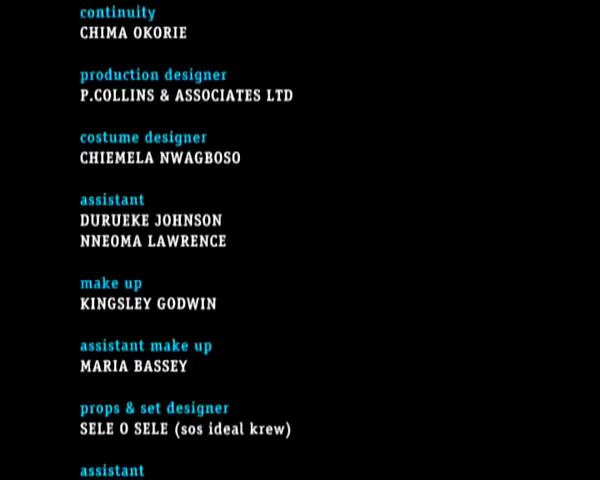 continuity
CHIMA OKORIE
production designer
P.COLLINS & ASSOCIATES LTD
costume designer
CHIEMELA NWAGBOSO
assistant
DURUEKE JOHNSON
NNEOMA LAWRENCE
make up
KINGSLEY GODWIN
assistant make up
MARIA BASSEY
props & set designer
SELE O SELE (sos ideal krew)
assistant